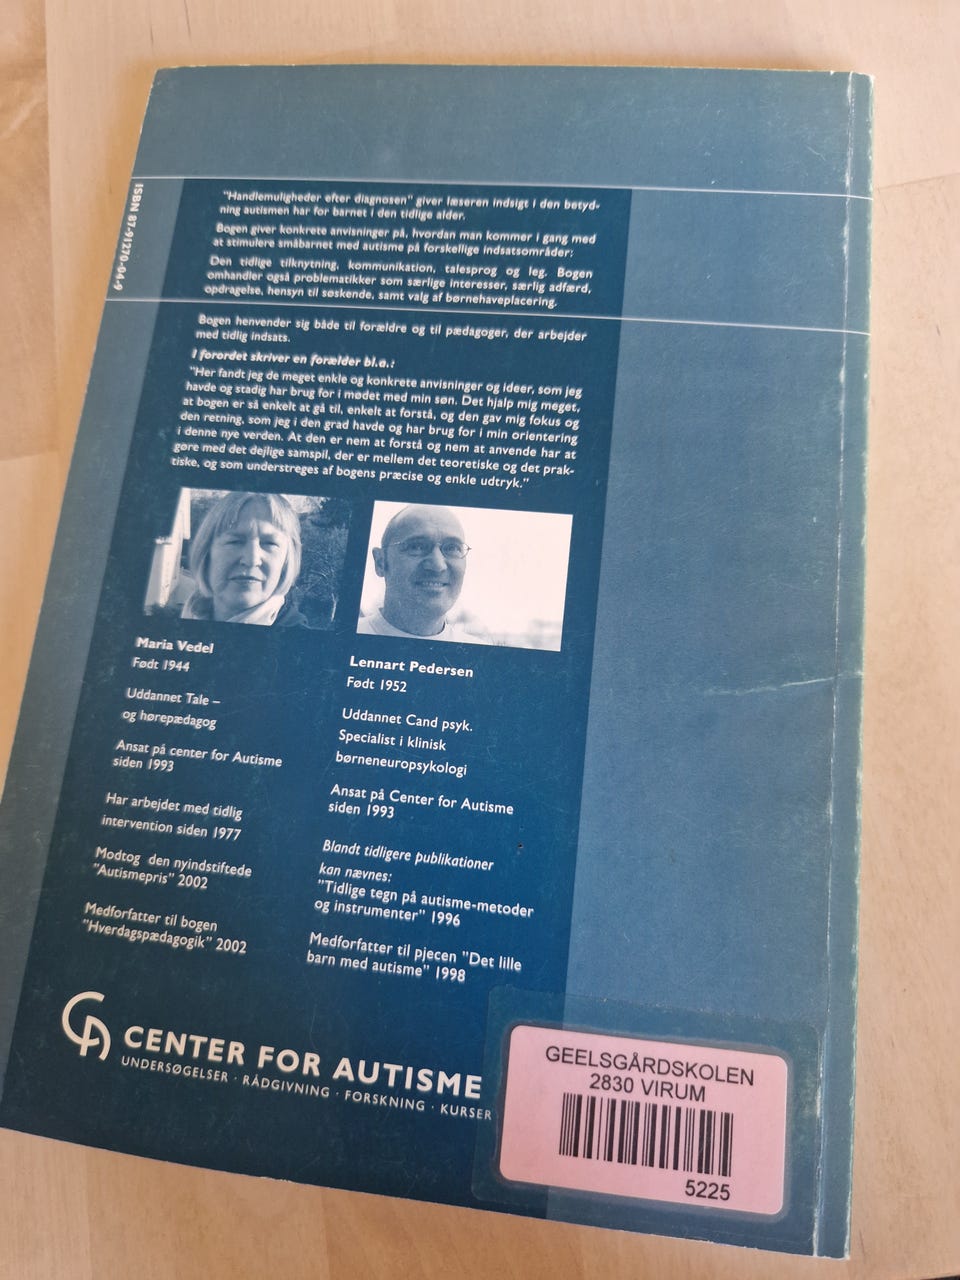 ISBN 87-91270-04-9
"Handlemuligheder efter diagnosen" giver læseren indsigt i den betyd-
ning autismen har for barnet i den tidlige alder.
Bogen giver konkrete anvisninger på, hvordan man kommer i gang med
at stimulere småbarnet med autisme på forskellige indsatsområder:
Den tidlige tilknytning, kommunikation, talesprog og leg. Bogen
omhandler også problematikker som særlige interesser, særlig adfærd,
opdragelse, hensyn til søskende, samt valg af børnehaveplacering.
Bogen henvender sig både til forældre og til pædagoger, der arbejder
med tidlig indsats.
I forordet skriver en forælder bl.a.:
"Her fandt jeg de meget enkle og konkrete anvisninger og ideer, som jeg
havde og stadig har brug for i mødet med min søn. Det hjalp mig meget,
at bogen er så enkelt at gå til, enkelt at forstå, og den gav mig fokus og
den retning, som jeg i den grad havde og har brug for i min orientering
i denne nye verden. At den er nem at forstå og nem at anvende har at
gøre med det dejlige samspil, der er mellem det teoretiske og det prak-
tiske, og som understreges af bogens præcise og enkle udtryk."
Maria Vedel
Født 1944
Uddannet Tale –
og hørepædagog
Ansat på center for Autisme
siden 1993
Har arbejdet med tidlig
intervention siden 1977
Modtog den nyindstiftede
"Autismepris" 2002
Medforfatter til bogen
"Hverdagspædagogik" 2002
Lennart Pedersen
Født 1952
Uddannet Cand psyk.
Specialist i klinisk
børneneuropsykologi
Ansat på Center for Autisme
siden 1993
Blandt tidligere publikationer
kan nævnes:
"Tidlige tegn på autisme-metoder
og instrumenter" 1996
Medforfatter til pjecen "Det lille
barn med autisme" 1998
CA CENTER FOR AUTISME
UNDERSØGELSER · RÅDGIVNING · FORSKNING · KURSER
GEELSGÅRDSKOLEN
2830 VIRUM
5225